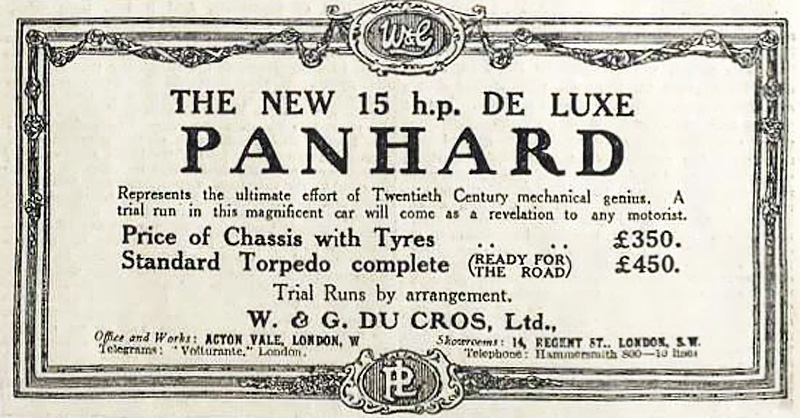 W&G
THE NEW 15 h.p. DE LUXE
PANHARD
Represents the ultimate effort of Twentieth Century mechanical genius. A
trial run in this magnificent car will come as a revelation to any motorist.
Price of Chassis with Tyres .. .. £350.
Standard Torpedo complete (READY FOR THE ROAD) £450.
Trial Runs by arrangement.
W. & G. DU CROS, Ltd.,
Office and Works: ACTON VALE, LONDON, W Showrooms: 14, REGENT ST., LONDON, S.W.
Telegrams: "Voiturante," London. Telephone: Hammersmith 800—10 lines
PL